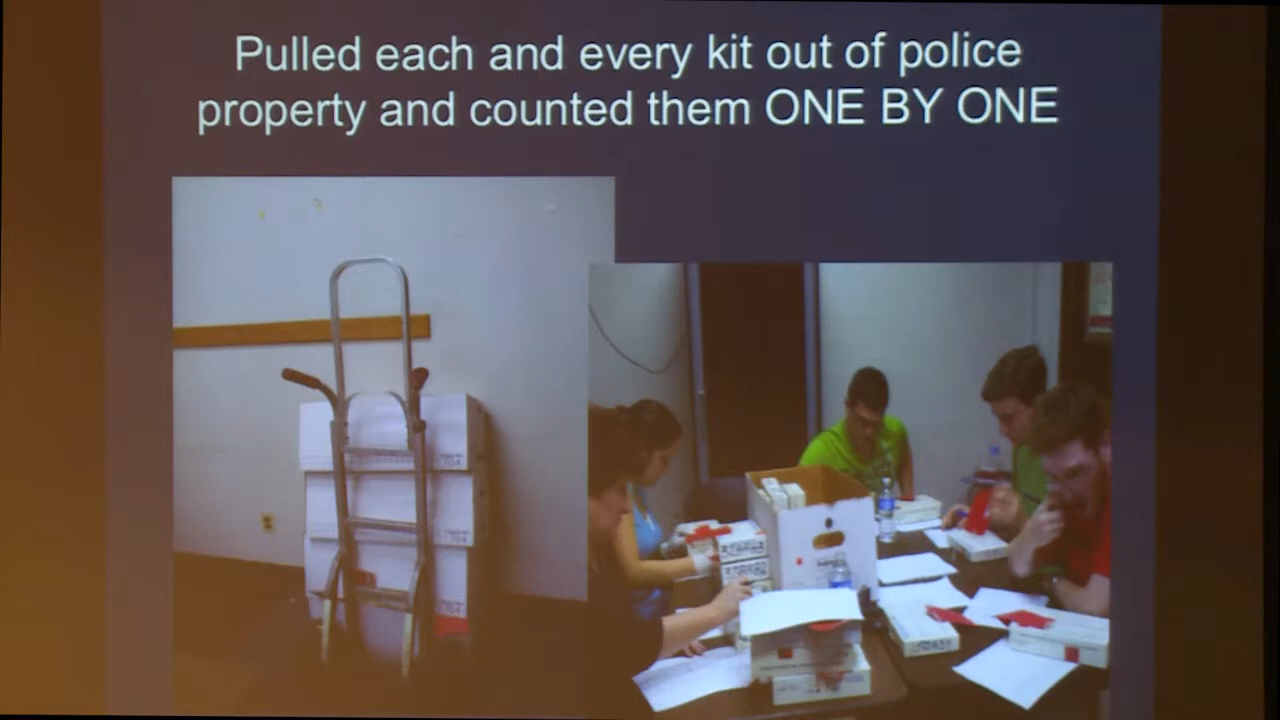 Pulled each and every kit out of police
property and counted them ONE BY ONE